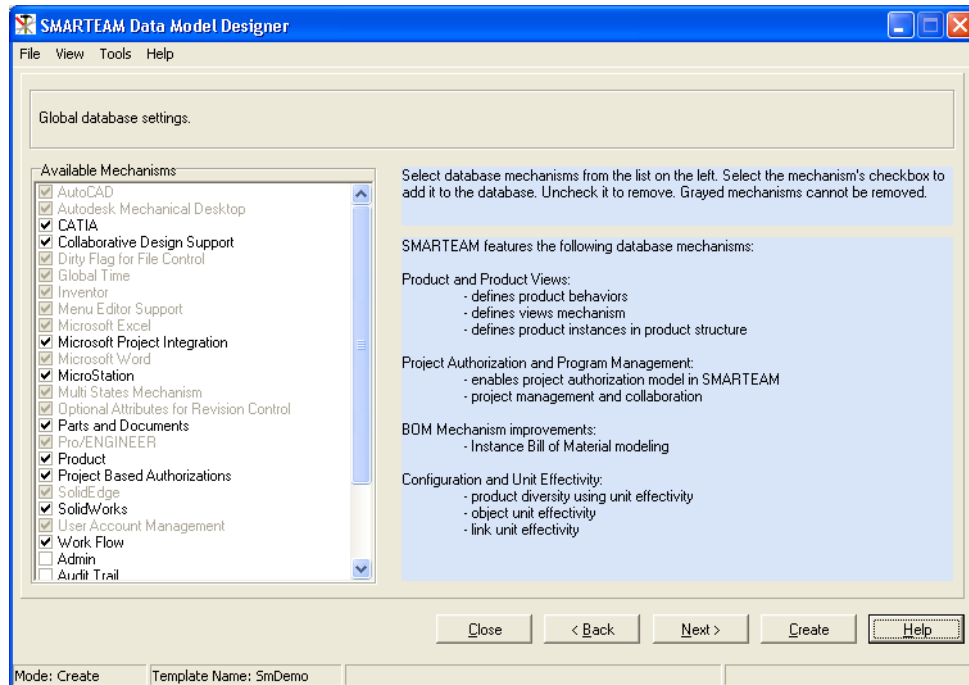 SMARTEAM Data Model Designer
File View Tools Help
Global database settings.
Available Mechanisms
AutoCAD
Autodesk Mechanical Desktop
CATIA
Collaborative Design Support
Dirty Flag for File Control
Global Time
Inventor
Menu Editor Support
Microsoft Excel
Microsoft Project Integration
Microsoft Word
MicroStation
Multi States Mechanism
Optional Attributes for Revision Control
Parts and Documents
Pro/ENGINEER
Product
Project Based Authorizations
SolidEdge
SolidWorks
User Account Management
Work Flow
Admin
Audit Trail
Select database mechanisms from the list on the left. Select the mechanism's checkbox to
add it to the database. Uncheck it to remove. Grayed mechanisms cannot be removed.
SMARTEAM features the following database mechanisms:
Product and Product Views:
- defines product behaviors
- defines views mechanism
- defines product instances in product structure
Project Authorization and Program Management:
- enables project authorization model in SMARTEAM
- project management and collaboration
BOM Mechanism improvements:
- Instance Bill of Material modeling
Configuration and Unit Effectivity:
- product diversity using unit effectivity
- object unit effectivity
- link unit effectivity
Close < Back Next > Create Help
Mode: Create Template Name: SmDemo